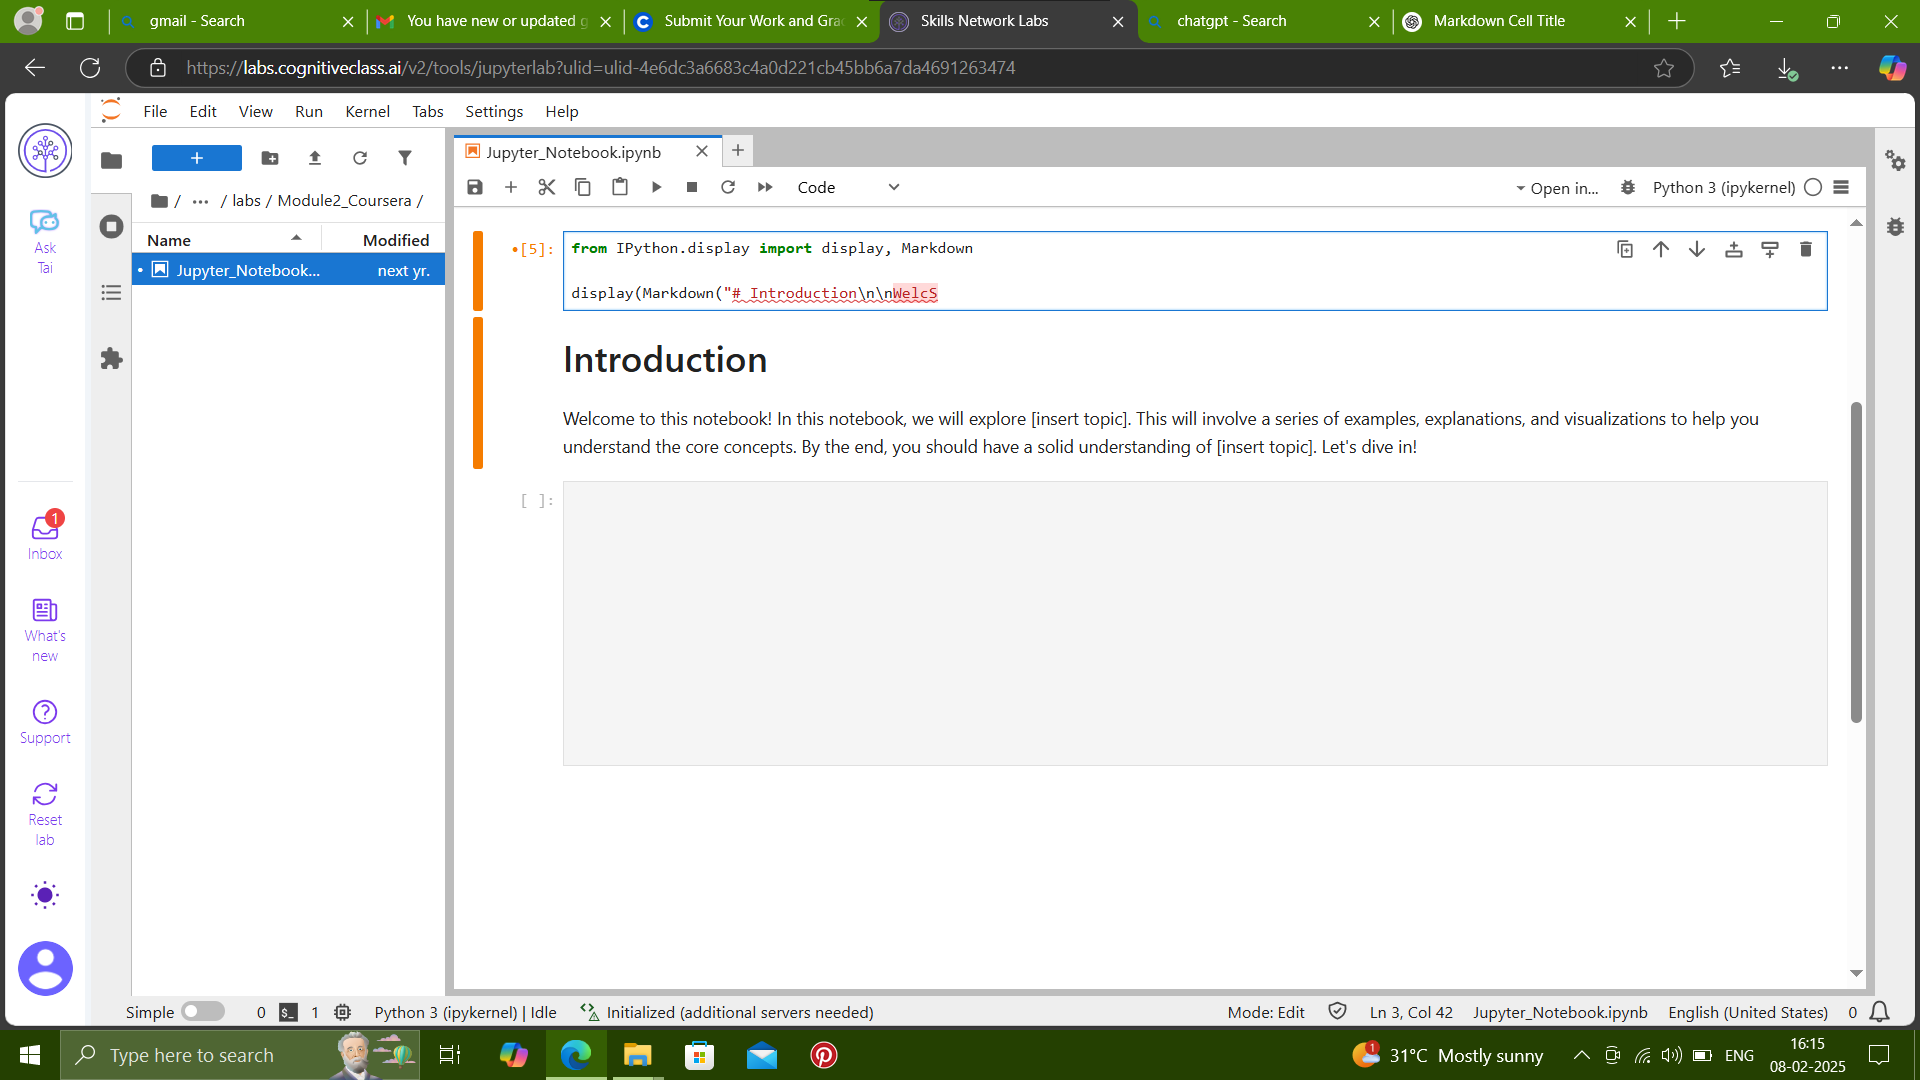 gmail - Search
You have new or updated g
Submit Your Work and Gra
Skills Network Labs
chatgpt - Search
Markdown Cell Title
https://labs.cognitiveclass.ai/v2/tools/jupyterlab?ulid=ulid-4e6dc3a6683c4a0d221cb45bb6a7da4691263474
File Edit View Run Kernel Tabs Settings Help
Jupyter_Notebook.ipynb
/ ... / labs / Module2_Coursera /
Code
Open in...
Python 3 (ipykernel)
Name Modified
Jupyter_Notebook... next yr.
Ask
Tai
Inbox
1
What's
new
Support
Reset
lab
[5]:
from IPython.display import display, Markdown
display(Markdown("# Introduction\n\nWelcS
Introduction
Welcome to this notebook! In this notebook, we will explore [insert topic]. This will involve a series of examples, explanations, and visualizations to help you
understand the core concepts. By the end, you should have a solid understanding of [insert topic]. Let's dive in!
[ ]:
Simple 0 1 Python 3 (ipykernel) | Idle Initialized (additional servers needed) Mode: Edit Ln 3, Col 42 Jupyter_Notebook.ipynb English (United States) 0
Type here to search
1
31°C Mostly sunny
ENG
16:15
08-02-2025